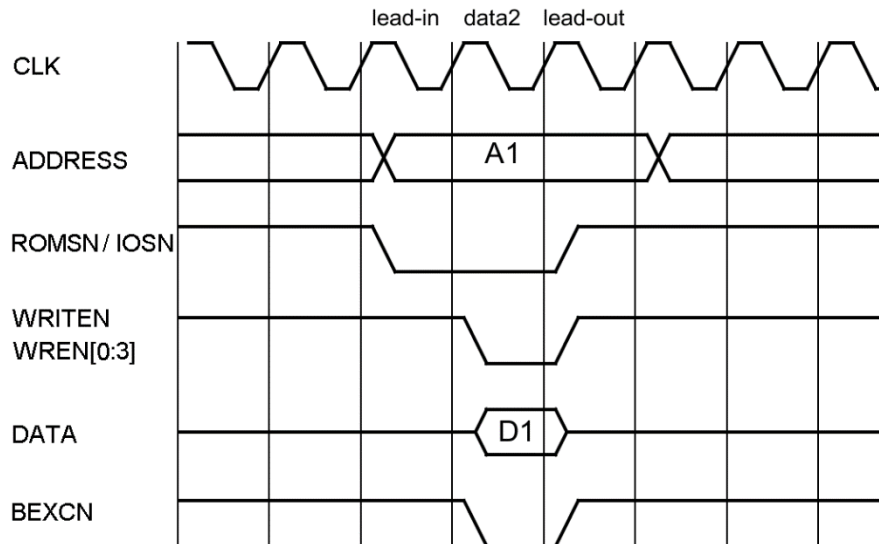 lead-in data2 lead-out
CLK
ADDRESS A1
ROMSN / IOSN
WRITEN
WREN[0:3]
DATA D1
BEXCN